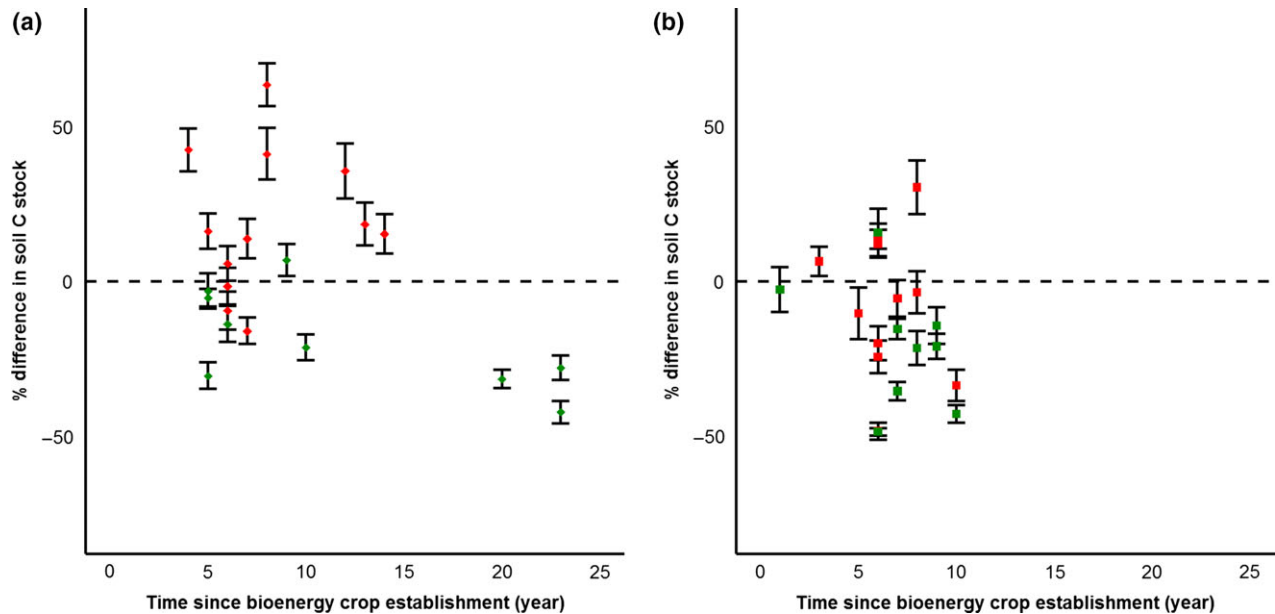 (a)
% difference in soil C stock
50
0
−50
0 5 10 15 20 25
Time since bioenergy crop establishment (year)
(b)
% difference in soil C stock
50
0
−50
0 5 10 15 20 25
Time since bioenergy crop establishment (year)